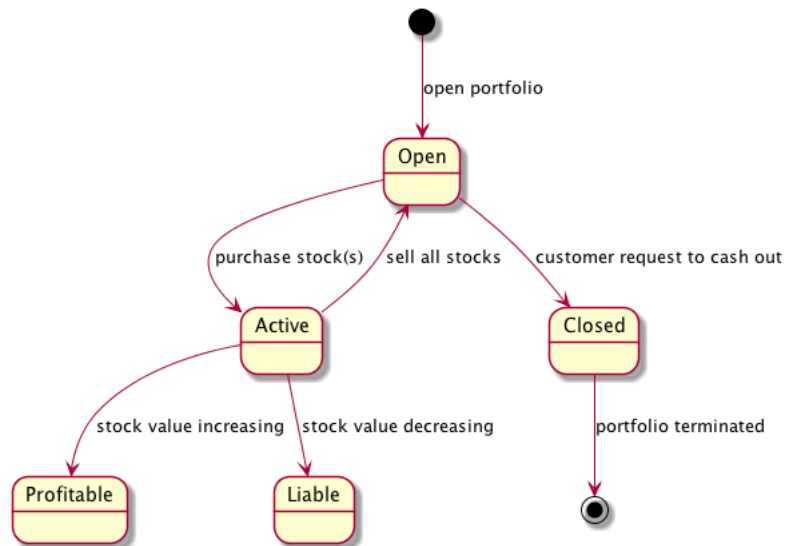 open portfolio
Open
purchase stock(s)
sell all stocks
customer request to cash out
Active
Closed
stock value increasing
stock value decreasing
portfolio terminated
Profitable
Liable